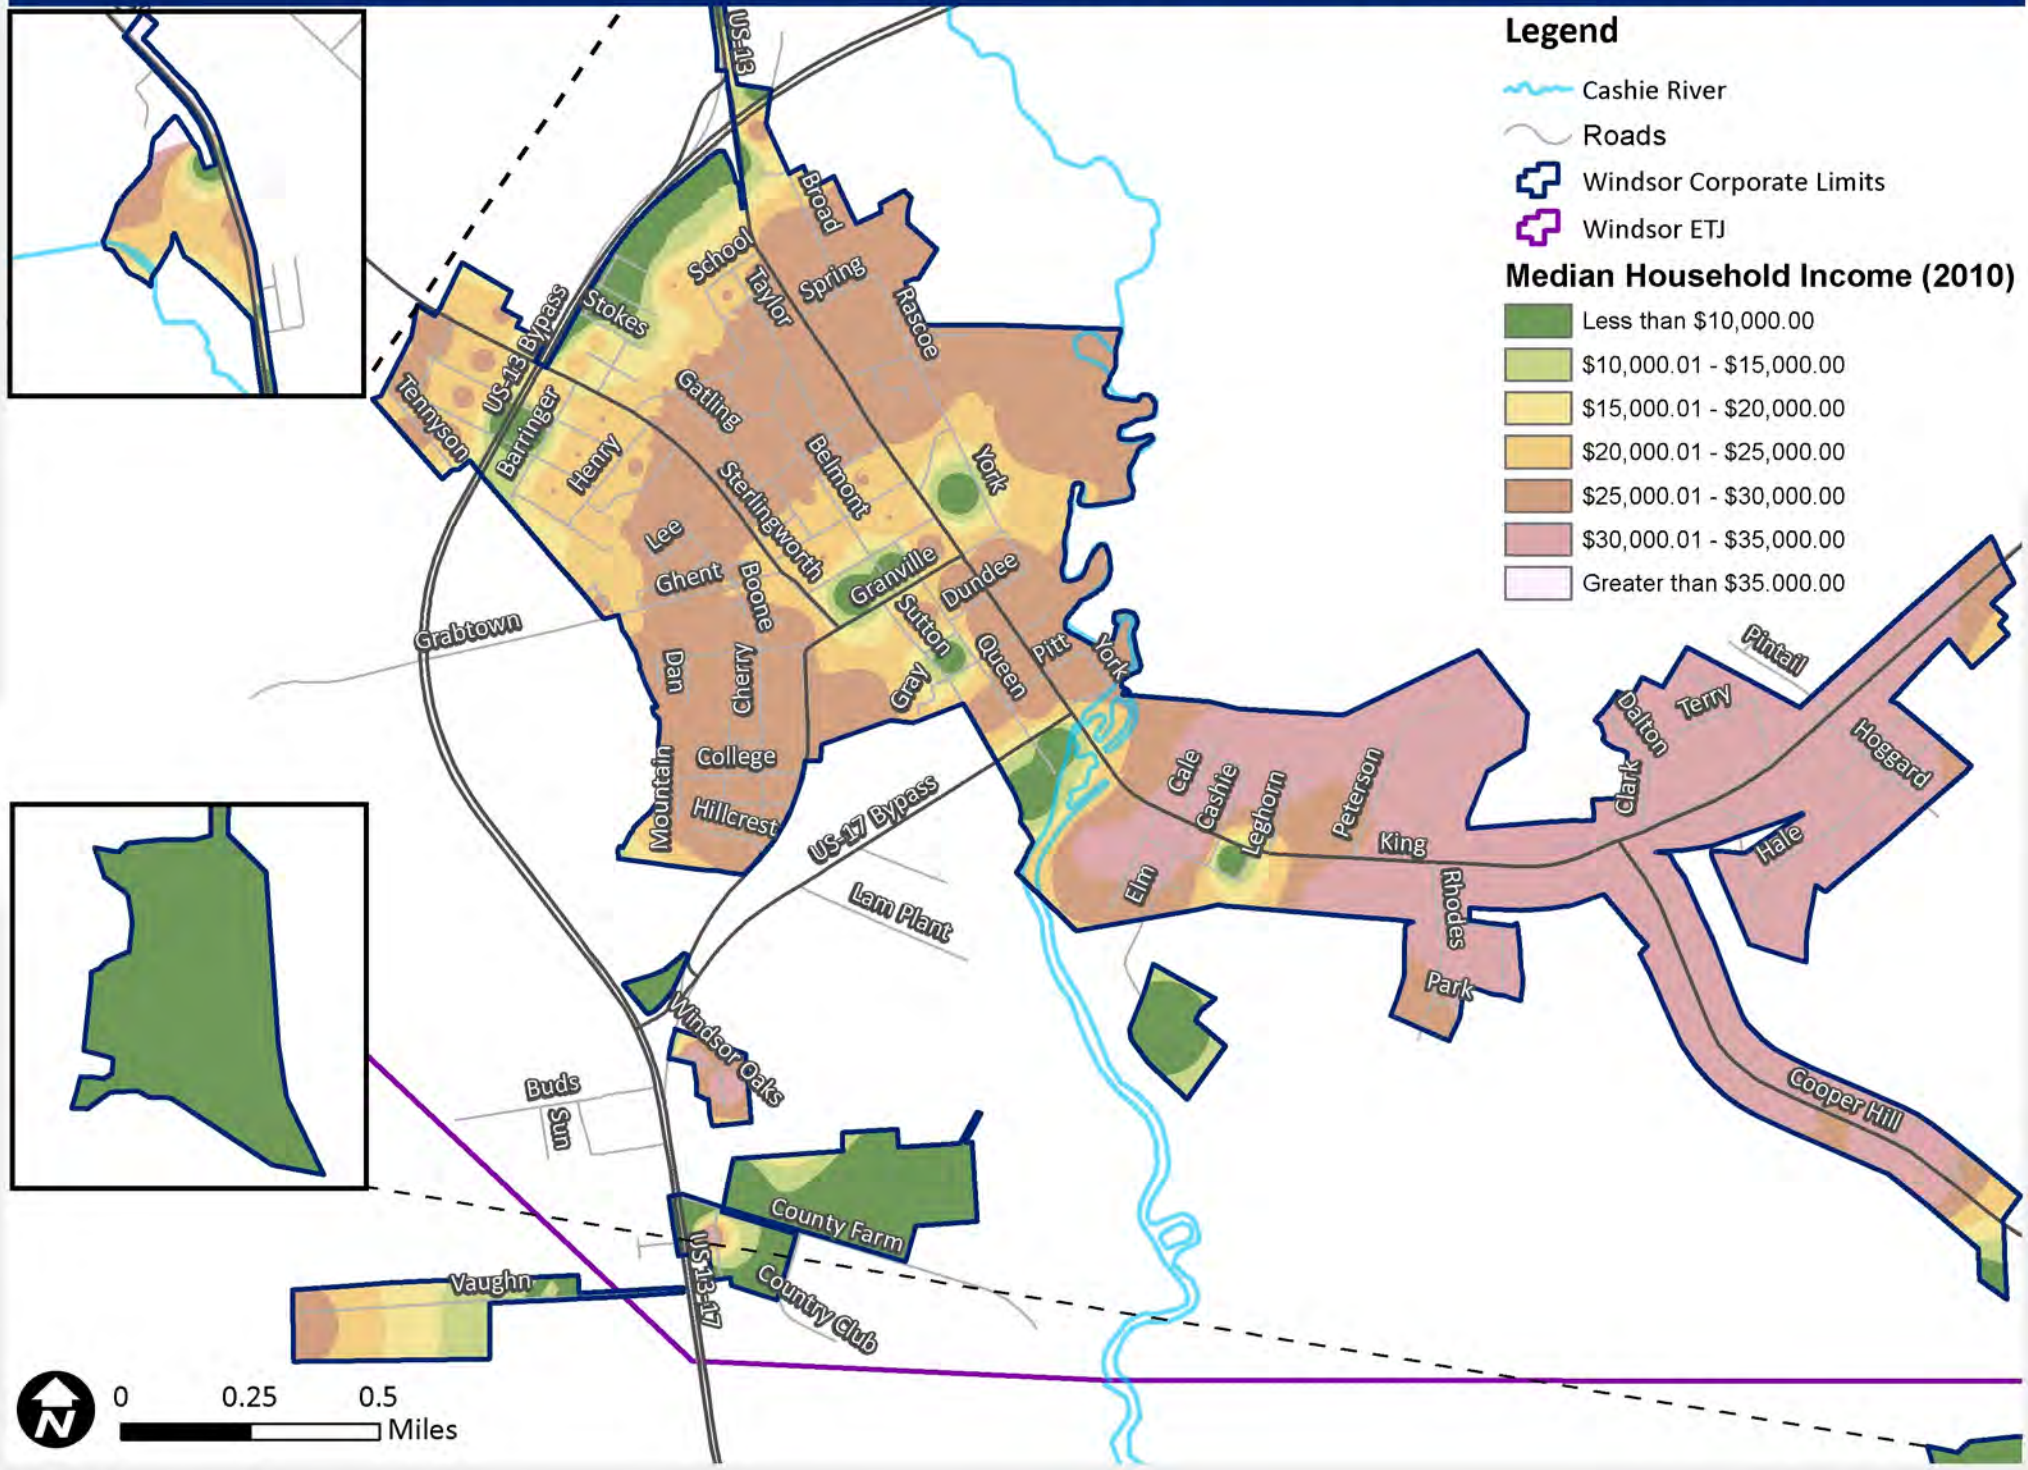 Legend
Cashie River
Roads
Windsor Corporate Limits
Windsor ETJ
Median Household Income (2010)
Less than $10,000.00
$10,000.01 - $15,000.00
$15,000.01 - $20,000.00
$20,000.01 - $25,000.00
$25,000.01 - $30,000.00
$30,000.01 - $35,000.00
Greater than $35.000.00
US-13
Broad
School
Spring
Taylor
Rascoe
Stokes
US-13 Bypass
Tennyson
Barringer
Henry
Gatling
Belmont
York
Sterlingworth
Lee
Ghent
Boone
Granville
Dundee
Sutton
Queen
Pitt
York
Grabtown
Dan
Cherry
Gray
College
Mountain
Hillcrest
US-17 Bypass
Lam Plant
Cale
Cashie
Leghorn
Peterson
King
Elm
Rhodes
Park
Pintail
Terry
Dalton
Clark
Hoggard
Hale
Cooper Hill
Windsor Oaks
Buds
Sun
County Farm
Country Club
US 13-17
Vaughn
N
0 0.25 0.5
Miles